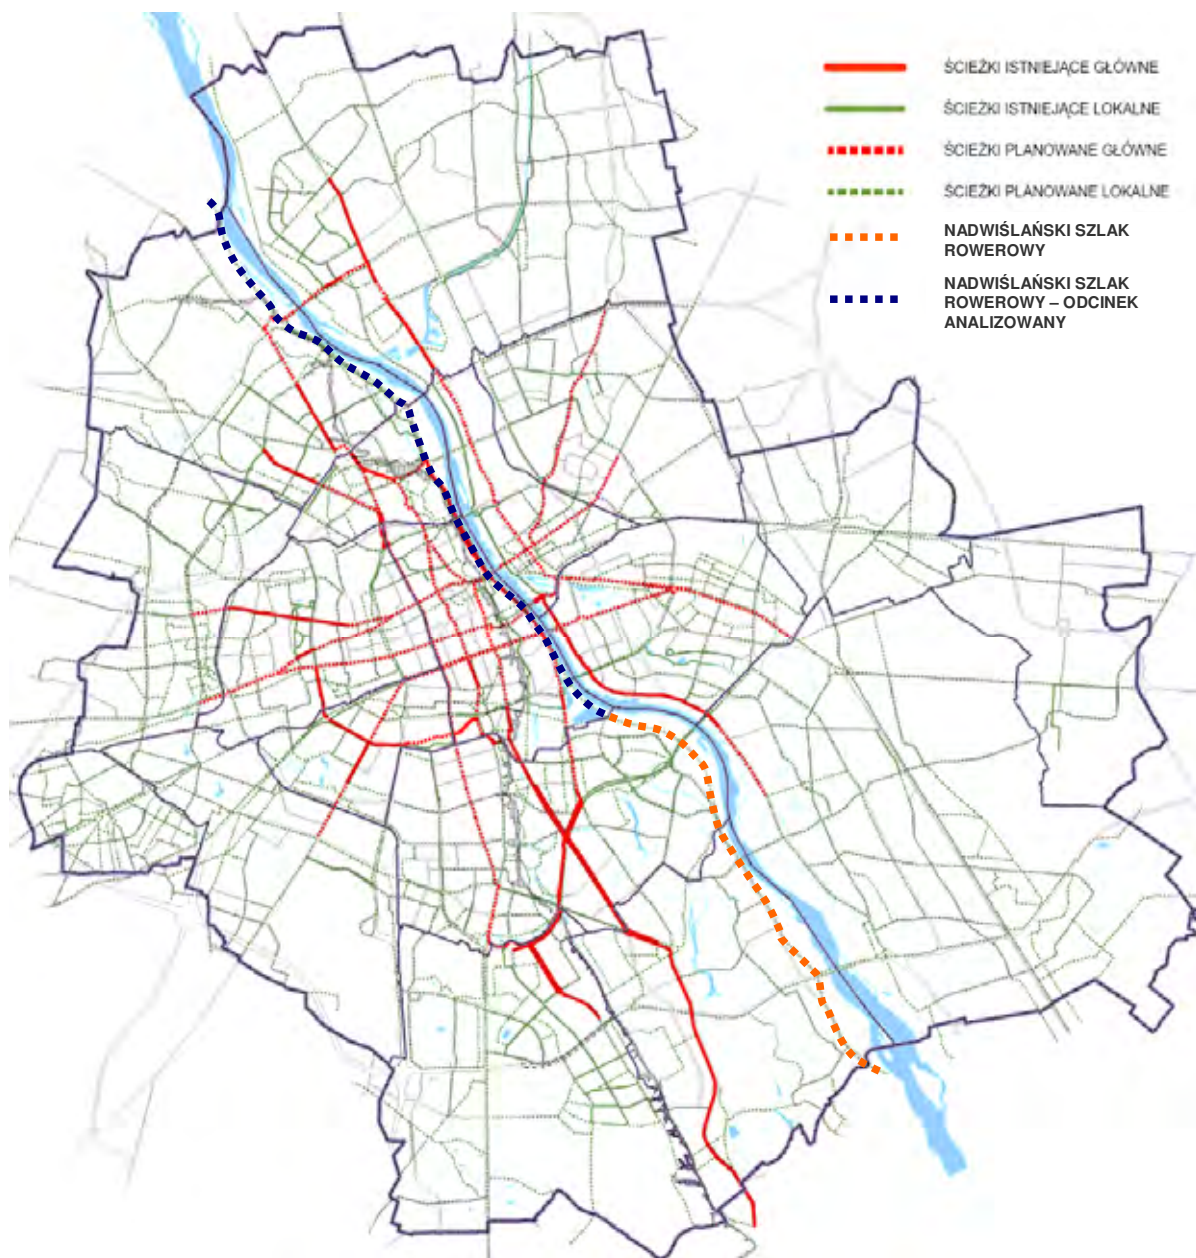 ŚCIEŻKI ISTNIEJĄCE GŁÓWNE
ŚCIEŻKI ISTNIEJĄCE LOKALNE
ŚCIEŻKI PLANOWANE GŁÓWNE
ŚCIEŻKI PLANOWANE LOKALNE
NADWIŚLAŃSKI SZLAK
ROWEROWY
NADWIŚLAŃSKI SZLAK
ROWEROWY – ODCINEK
ANALIZOWANY